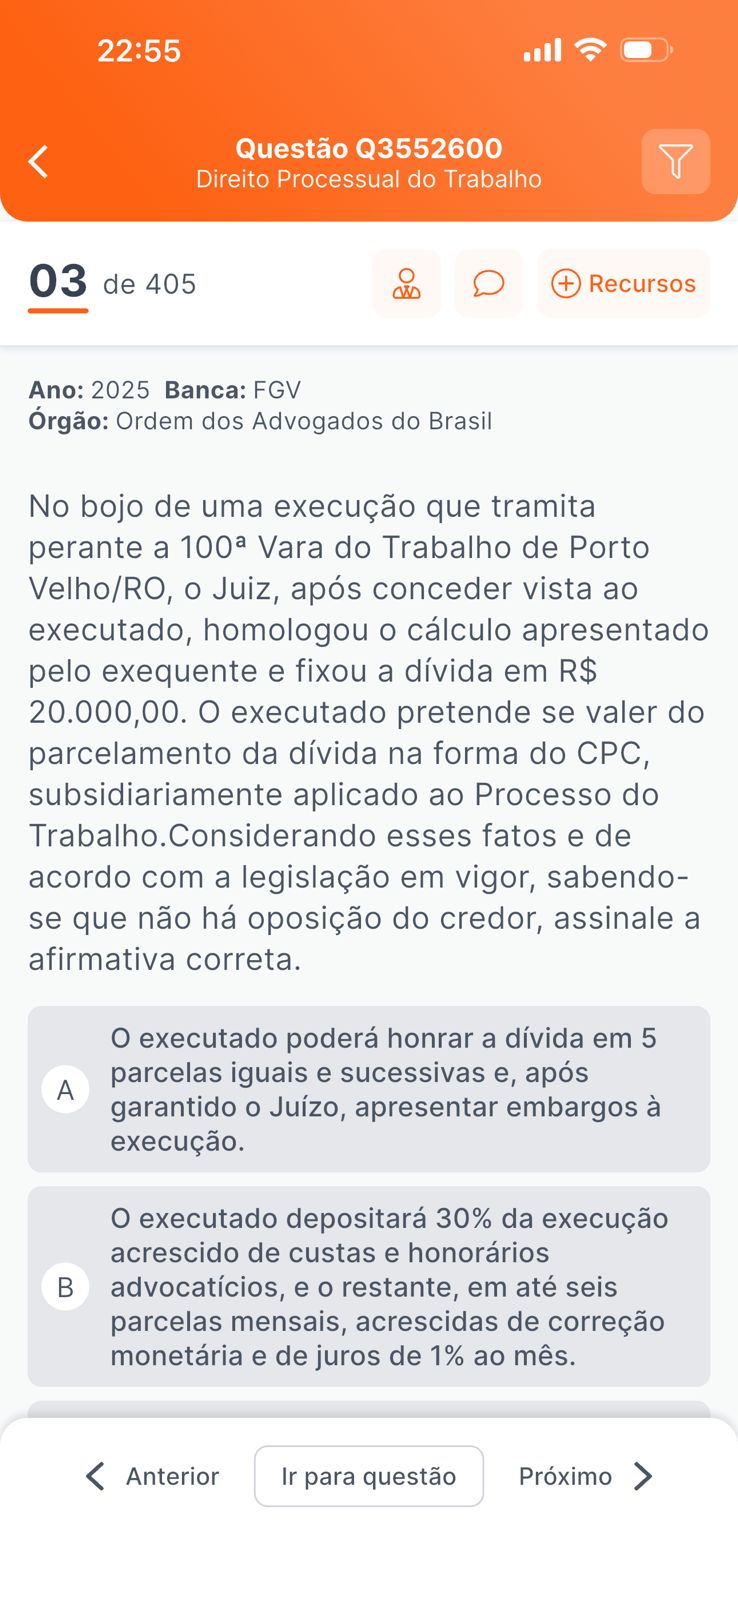 22:55
Questão Q3552600
Direito Processual do Trabalho
03 de 405
Recursos
Ano: 2025 Banca: FGV
Órgão: Ordem dos Advogados do Brasil
No bojo de uma execução que tramita
perante a 100ª Vara do Trabalho de Porto
Velho/RO, o Juiz, após conceder vista ao
executado, homologou o cálculo apresentado
pelo exequente e fixou a dívida em R$
20.000,00. O executado pretende se valer do
parcelamento da dívida na forma do CPC,
subsidiariamente aplicado ao Processo do
Trabalho.Considerando esses fatos e de
acordo com a legislação em vigor, sabendo-
se que não há oposição do credor, assinale a
afirmativa correta.
A
O executado poderá honrar a dívida em 5
parcelas iguais e sucessivas e, após
garantido o Juízo, apresentar embargos à
execução.
B
O executado depositará 30% da execução
acrescido de custas e honorários
advocatícios, e o restante, em até seis
parcelas mensais, acrescidas de correção
monetária e de juros de 1% ao mês.
Anterior
Ir para questão
Próximo